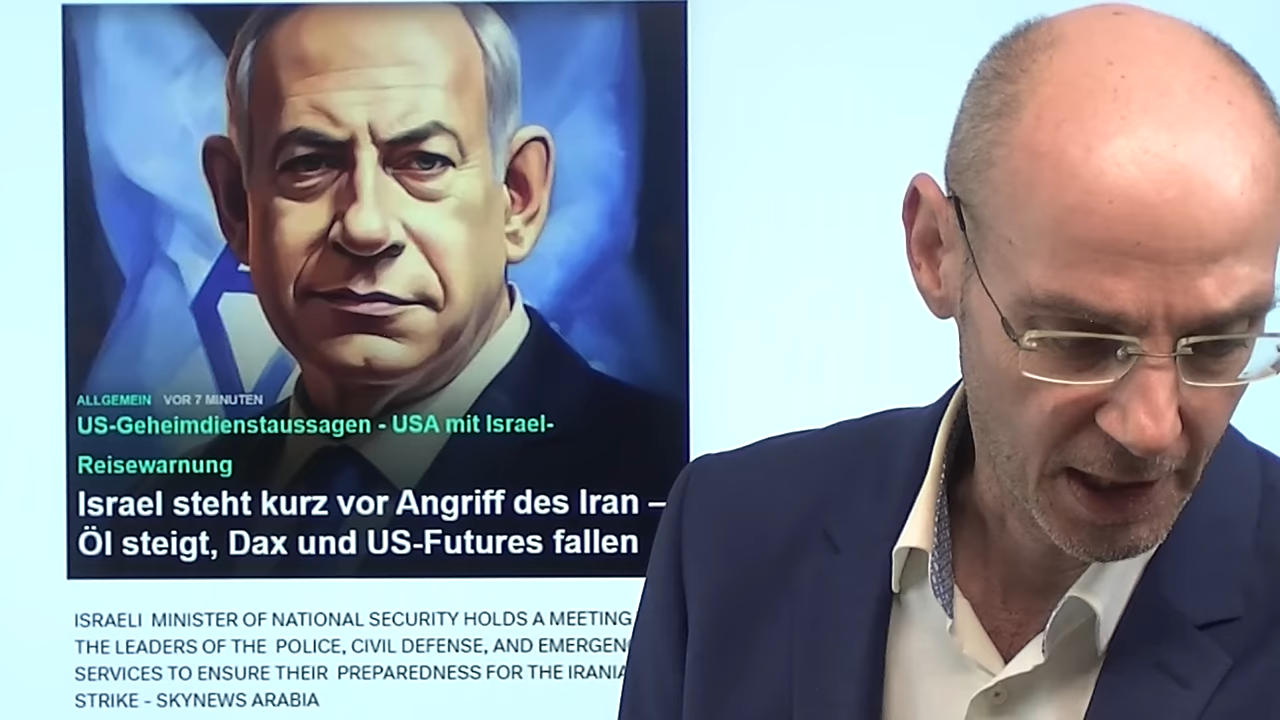 ALLGEMEIN VOR 7 MINUTEN
US-Geheimdienstaussagen - USA mit Israel-
Reisewarnung
Israel steht kurz vor Angriff des Iran –
Öl steigt, Dax und US-Futures fallen
ISRAELI MINISTER OF NATIONAL SECURITY HOLDS A MEETING
THE LEADERS OF THE POLICE, CIVIL DEFENSE, AND EMERGEN
SERVICES TO ENSURE THEIR PREPAREDNESS FOR THE IRANIA
STRIKE - SKYNEWS ARABIA